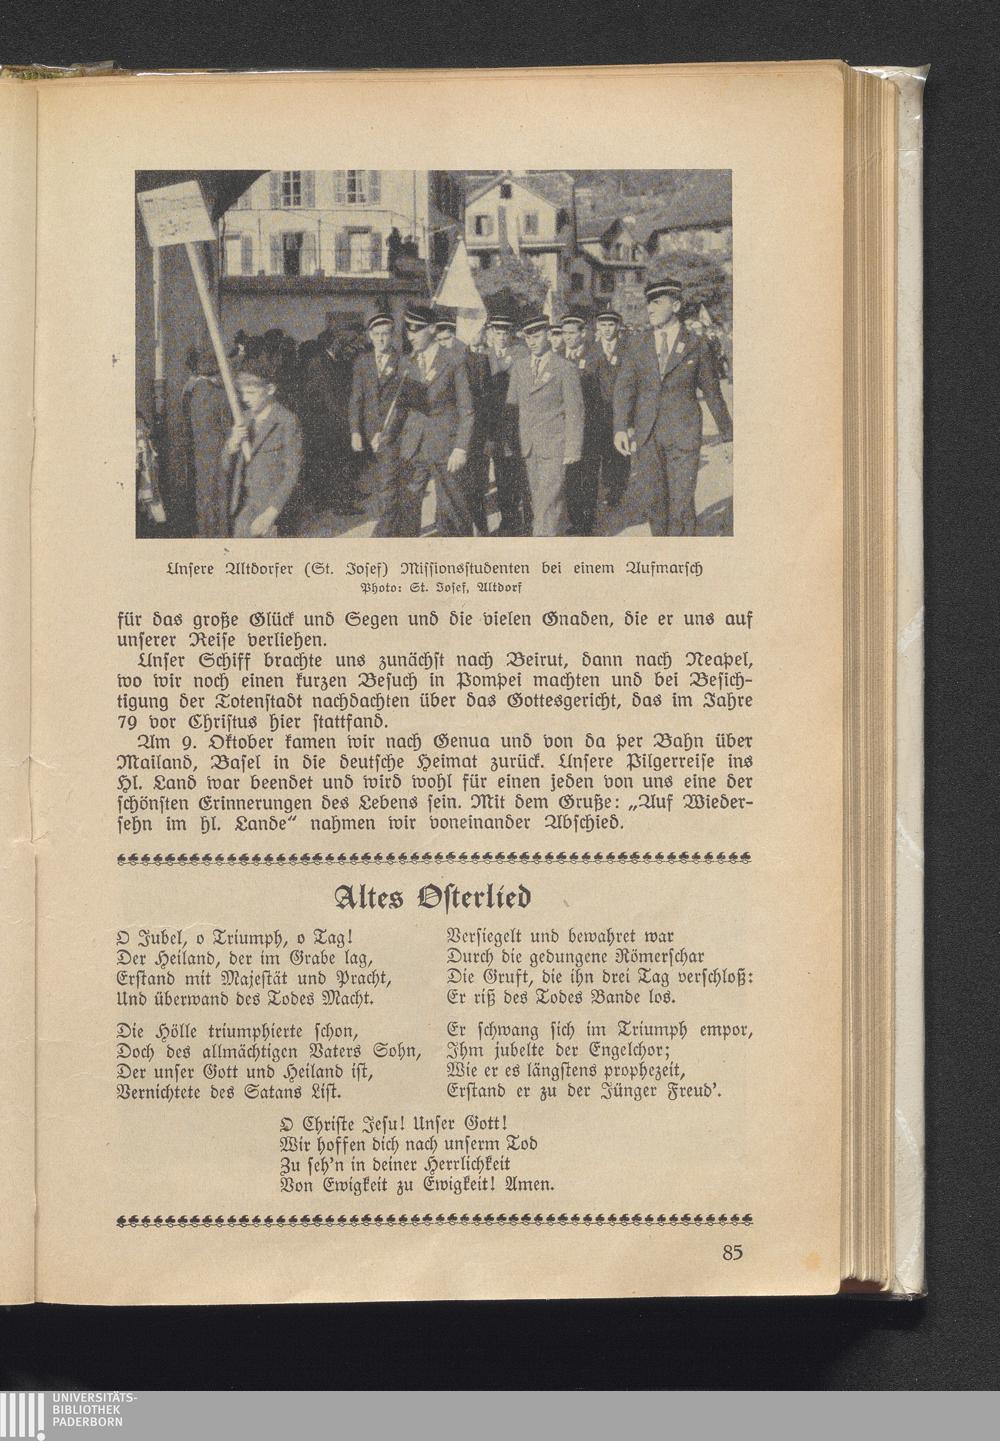 Unsere Altdorfer (St. Josef) Missionsstudenten bei einem Aufmarsch
Photo: St. Josef, Altdorf
für das große Glück und Segen und die vielen Gnaden, die er uns auf
unserer Reise verliehen.
Unser Schiff brachte uns zunächst nach Beirut, dann nach Neapel,
wo wir noch einen kurzen Besuch in Pompei machten und bei Besich-
tigung der Totenstadt nachdachten über das Gottesgericht, das im Jahre
79 vor Christus hier stattfand.
Am 9. Oktober kamen wir nach Genua und von da per Bahn über
Mailand, Basel in die deutsche Heimat zurück. Unsere Pilgerreise ins
Hl. Land war beendet und wird wohl für einen jeden von uns eine der
schönsten Erinnerungen des Lebens sein. Mit dem Gruße: „Auf Wieder-
sehn im hl. Lande“ nahmen wir voneinander Abschied.
Altes Osterlied
O Jubel, o Triumph, o Tag!
Der Heiland, der im Grabe lag,
Erstand mit Majestät und Pracht,
Und überwand des Todes Macht.
Die Hölle triumphierte schon,
Doch des allmächtigen Vaters Sohn,
Der unser Gott und Heiland ist,
Vernichtete des Satans List.
Versiegelt und bewahret war
Durch die gedungene Römerschar
Die Gruft, die ihn drei Tag verschloß:
Er riß des Todes Bande los.
Er schwang sich im Triumph empor,
Ihm jubelte der Engelchor;
Wie er es längstens prophezeit,
Erstand er zu der Jünger Freud’.
O Christe Jesu! Unser Gott!
Wir hoffen dich nach unserm Tod
Zu seh’n in deiner Herrlichkeit
Von Ewigkeit zu Ewigkeit! Amen.
85
UNIVERSITÄTS-
BIBLIOTHEK
PADERBORN